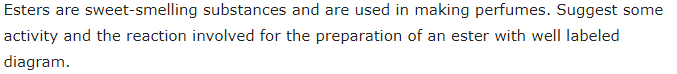 Esters are sweet-smelling substances and are used in making perfumes. Suggest some
activity and the reaction involved for the preparation of an ester with well labeled
diagram.